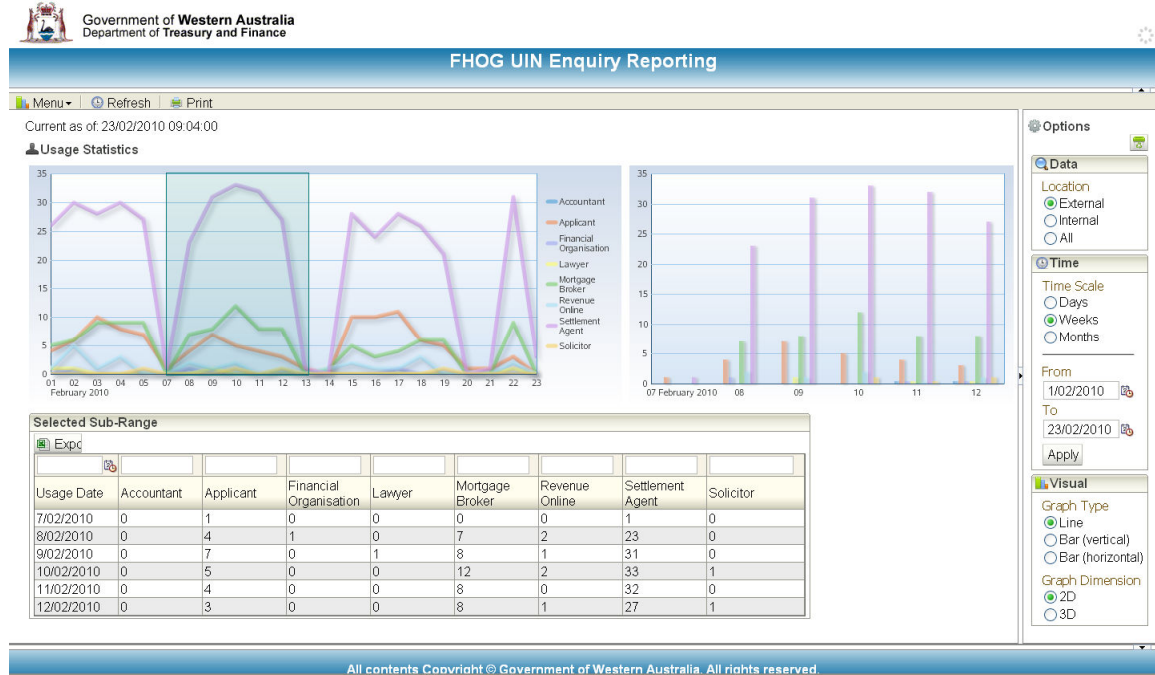 Government of Western Australia
Department of Treasury and Finance
FHOG UIN Enquiry Reporting
Menu Refresh Print
Current as of: 23/02/2010 09:04:00
Usage Statistics
35
30
25
20
15
10
5
0
01 02 03 04 05 07 08 09 10 11 12 13 14 15 16 17 18 19 20 21 22 23
February 2010
Accountant
Applicant
Financial
Organisation
Lawyer
Mortgage
Broker
Revenue
Online
Settlement
Agent
Solicitor
35
30
25
20
15
10
5
0
07 February 2010 08 09 10 11 12
Selected Sub-Range
Expo
Usage Date Accountant Applicant Financial Organisation Lawyer Mortgage Broker Revenue Online Settlement Agent Solicitor
7/02/2010 0 1 0 0 0 0 1 0
8/02/2010 0 4 1 0 7 2 23 0
9/02/2010 0 7 0 1 8 1 31 0
10/02/2010 0 5 0 0 12 2 33 1
11/02/2010 0 4 0 0 8 0 32 0
12/02/2010 0 3 0 0 8 1 27 1
Options
Data
Location
External
Internal
All
Time
Time Scale
Days
Weeks
Months
From
1/02/2010
To
23/02/2010
Apply
Visual
Graph Type
Line
Bar (vertical)
Bar (horizontal)
Graph Dimension
2D
3D
All contents Copyright © Government of Western Australia. All rights reserved.